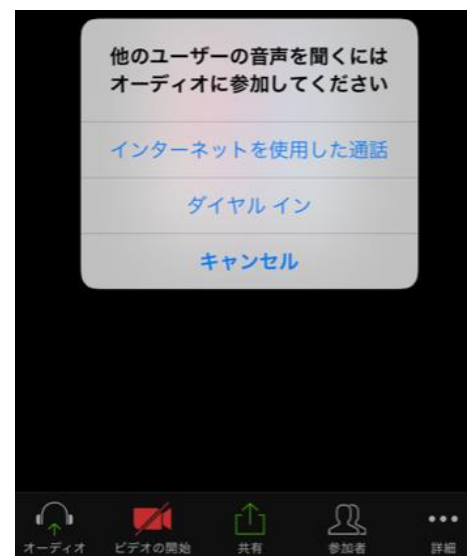 他のユーザーの音声を聞くには
オーディオに参加してください
インターネットを使用した通話
ダイヤル イン
キャンセル
オーディオ ビデオの開始 共有 参加者 詳細